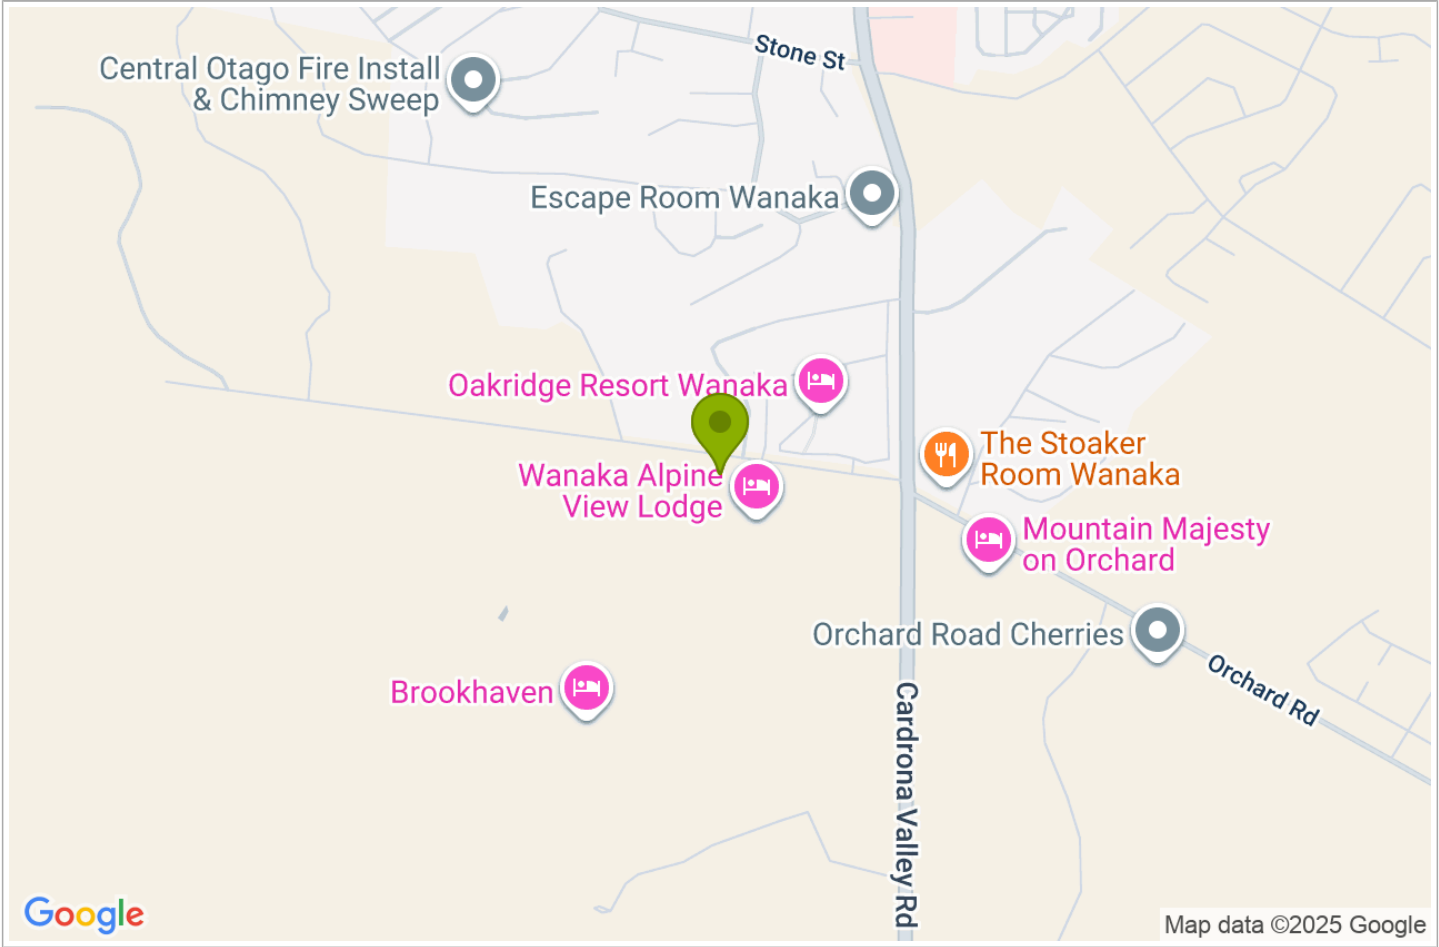 Stone St
Central Otago Fire Install
& Chimney Sweep
Escape Room Wanaka
Oakridge Resort Wanaka
The Stoaker
Room Wanaka
Wanaka Alpine
View Lodge
Mountain Majesty
on Orchard
Orchard Road Cherries
Orchard Rd
Brookhaven
Cardrona Valley Rd
Google
Map data ©2025 Google